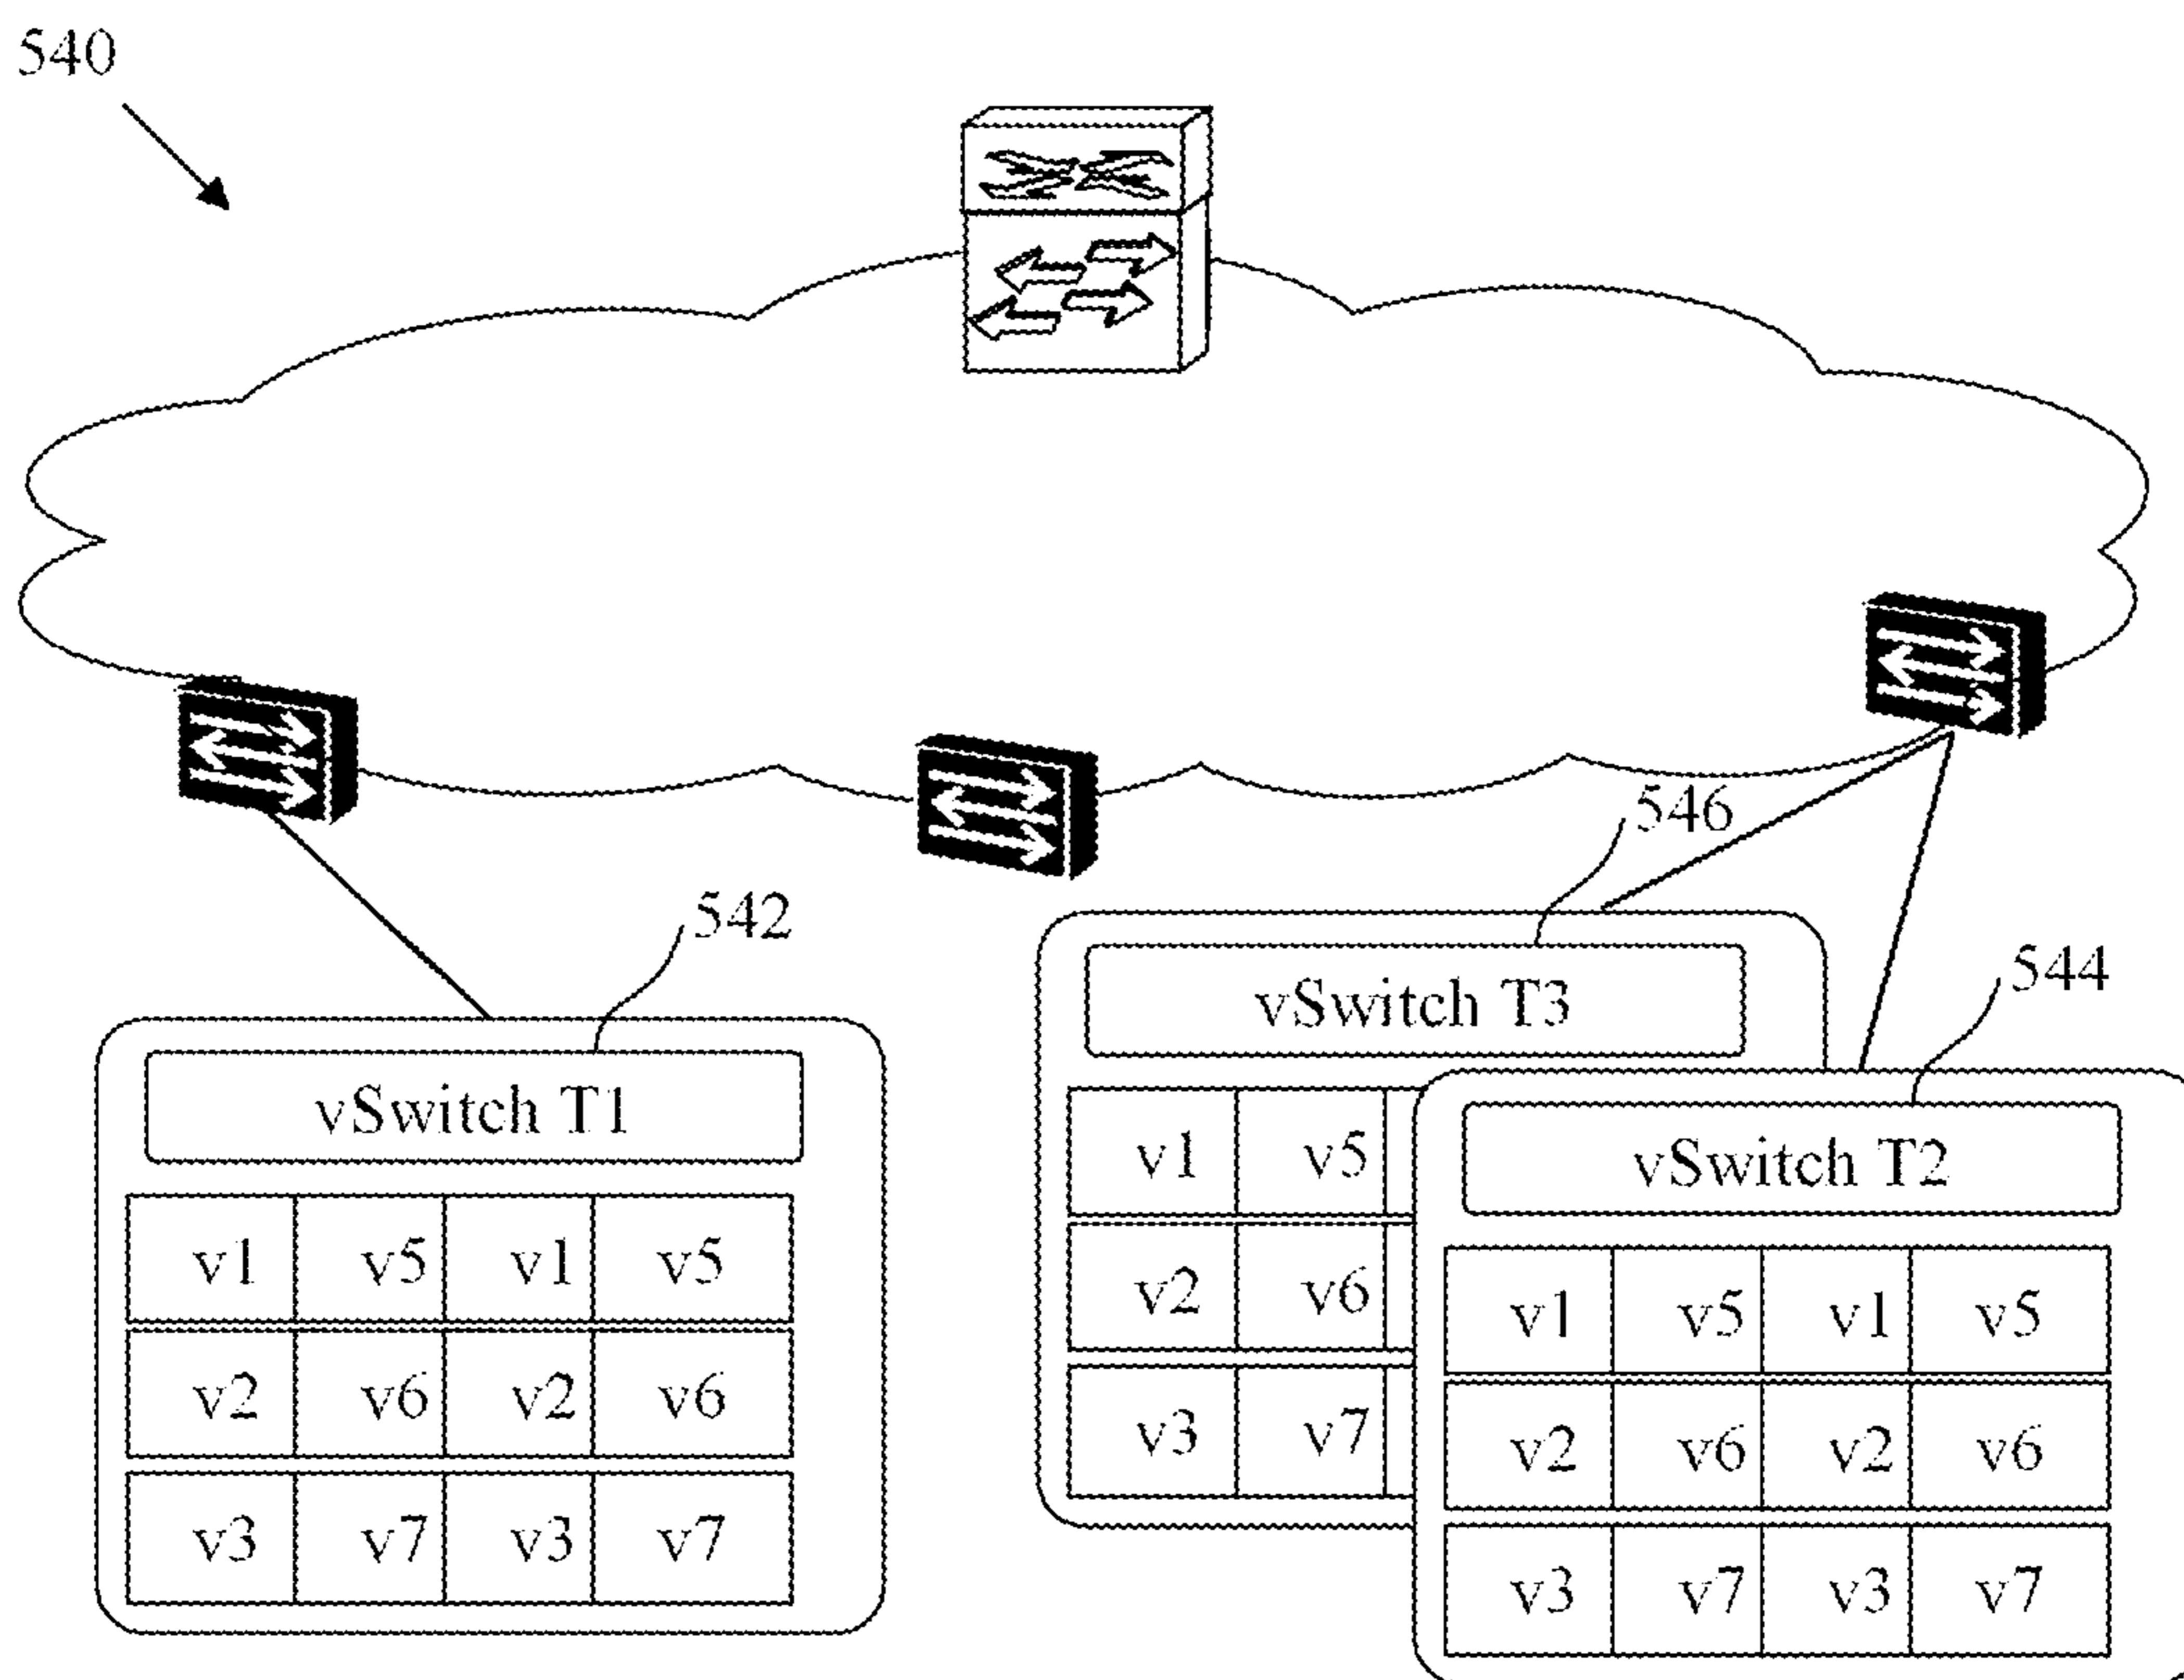 540
546
542
544
vSwitch T3
vSwitch T1
vSwitch T2
v1 v5 v1 v5
v2 v6 v2 v6
v3 v7 v3 v7
v1 v5
v2 v6
v3 v7
v1 v5 v1 v5
v2 v6 v2 v6
v3 v7 v3 v7